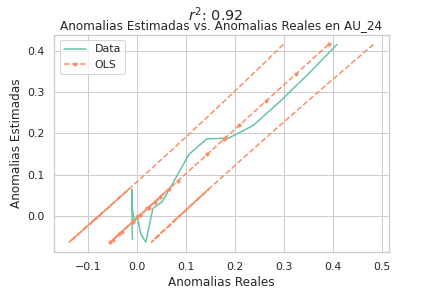 r²: 0.92
Anomalias Estimadas vs. Anomalias Reales en AU_24
Data
OLS
Anomalias Estimadas
0.4
0.3
0.2
0.1
0.0
−0.1
0.0
0.1
0.2
0.3
0.4
0.5
Anomalias Reales